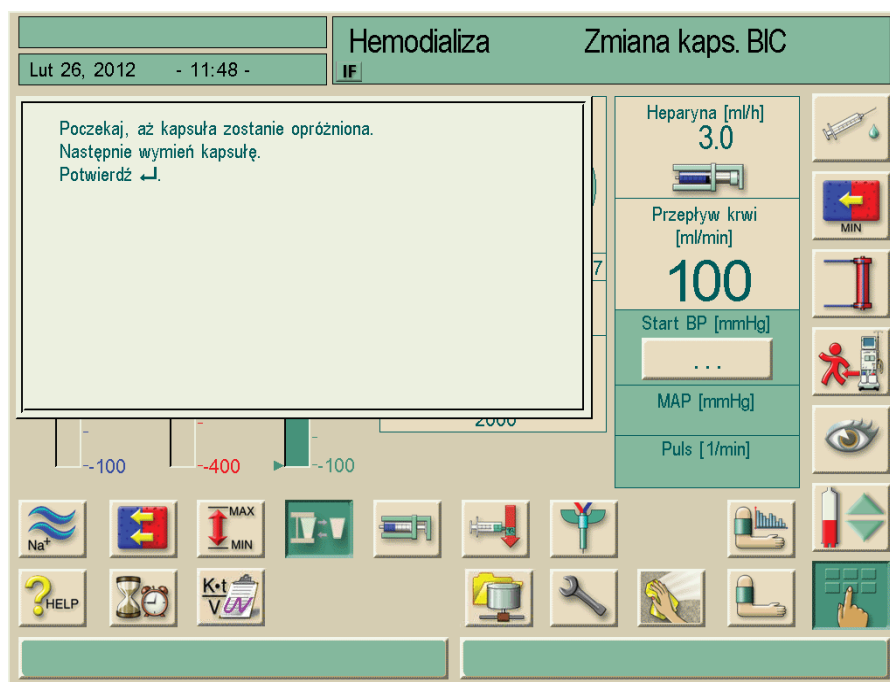 Hemodializa Zmiana kaps. BIC
Lut 26, 2012 - 11:48 -
IF
Poczekaj, aż kapsuła zostanie opróżniona.
Następnie wymień kapsułę.
Potwierdź ↵.
7
2000
-100
-400
-100
Heparyna [ml/h]
3.0
Przepływ krwi
[ml/min]
100
Start BP [mmHg]
...
MAP [mmHg]
Puls [1/min]
MIN
Na+
MAX
MIN
HELP
K•t
V
UV